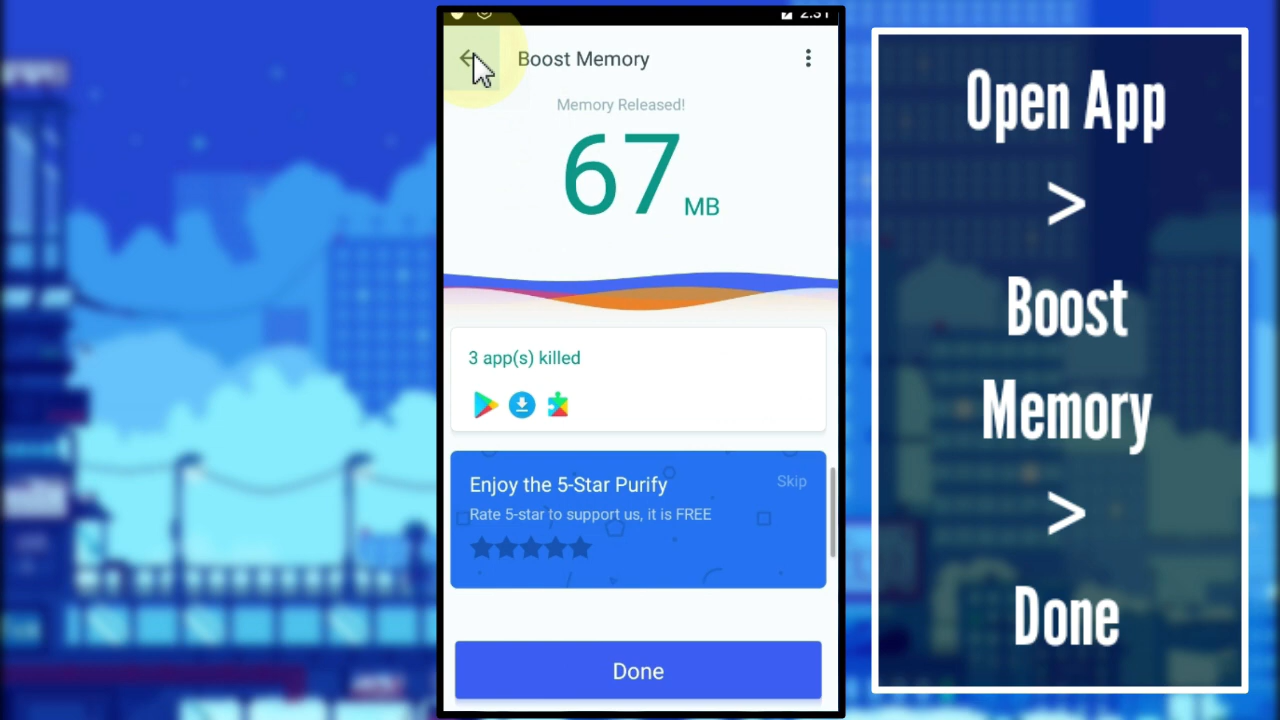 Boost Memory
Memory Released!
67 MB
3 app(s) killed
Enjoy the 5-Star Purify
Skip
Rate 5-star to support us, it is FREE
Done
Open App
>
Boost
Memory
>
Done